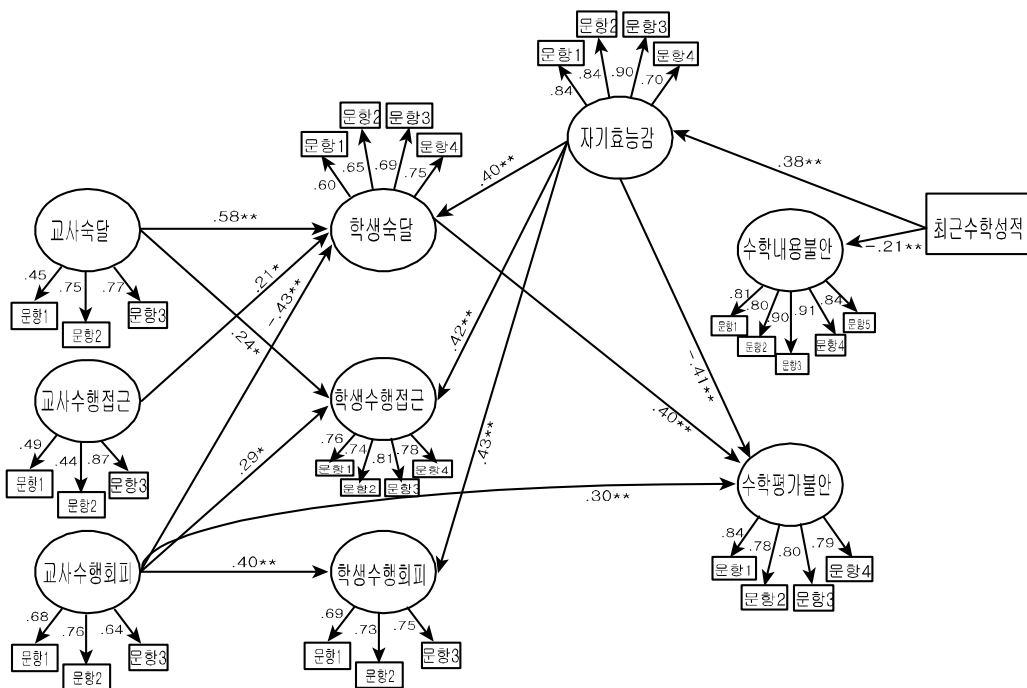 문항2
문항3
문항1
문항4
.84
.84
.90
.70
자기효능감
문항2
문항3
문항1
문항4
.60
.65
.69
.75
학생숙달
.40**
.38**
최근수학성적
교사숙달
.58**
.45
.75
.77
문항1
문항2
문항3
.21*
-.43**
.24*
수학내용불안
-.21**
.81
.80
.90
.91
.84
문항1
문항2
문항3
문항4
문항5
.42**
-.41**
.40**
.43**
교사수행접근
.49
.44
.87
문항1
문항2
문항3
학생수행접근
.76
.74
.81
.78
문항1
문항2
문항3
문항4
.29*
.30**
수학평가불안
.84
.78
.80
.79
문항1
문항2
문항3
문항4
교사수행회피
.40**
.68
.76
.64
문항1
문항2
문항3
학생수행회피
.69
.73
.75
문항1
문항2
문항3